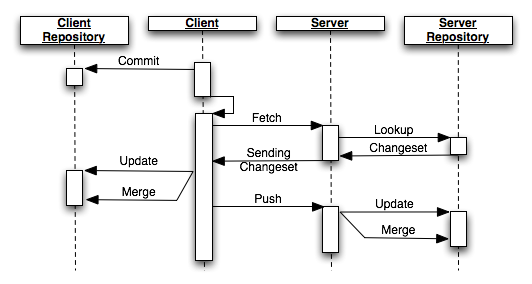 Client
Repository
Client
Server
Server
Repository
Commit
Fetch
Lookup
Changeset
Sending
Changeset
Update
Merge
Push
Update
Merge